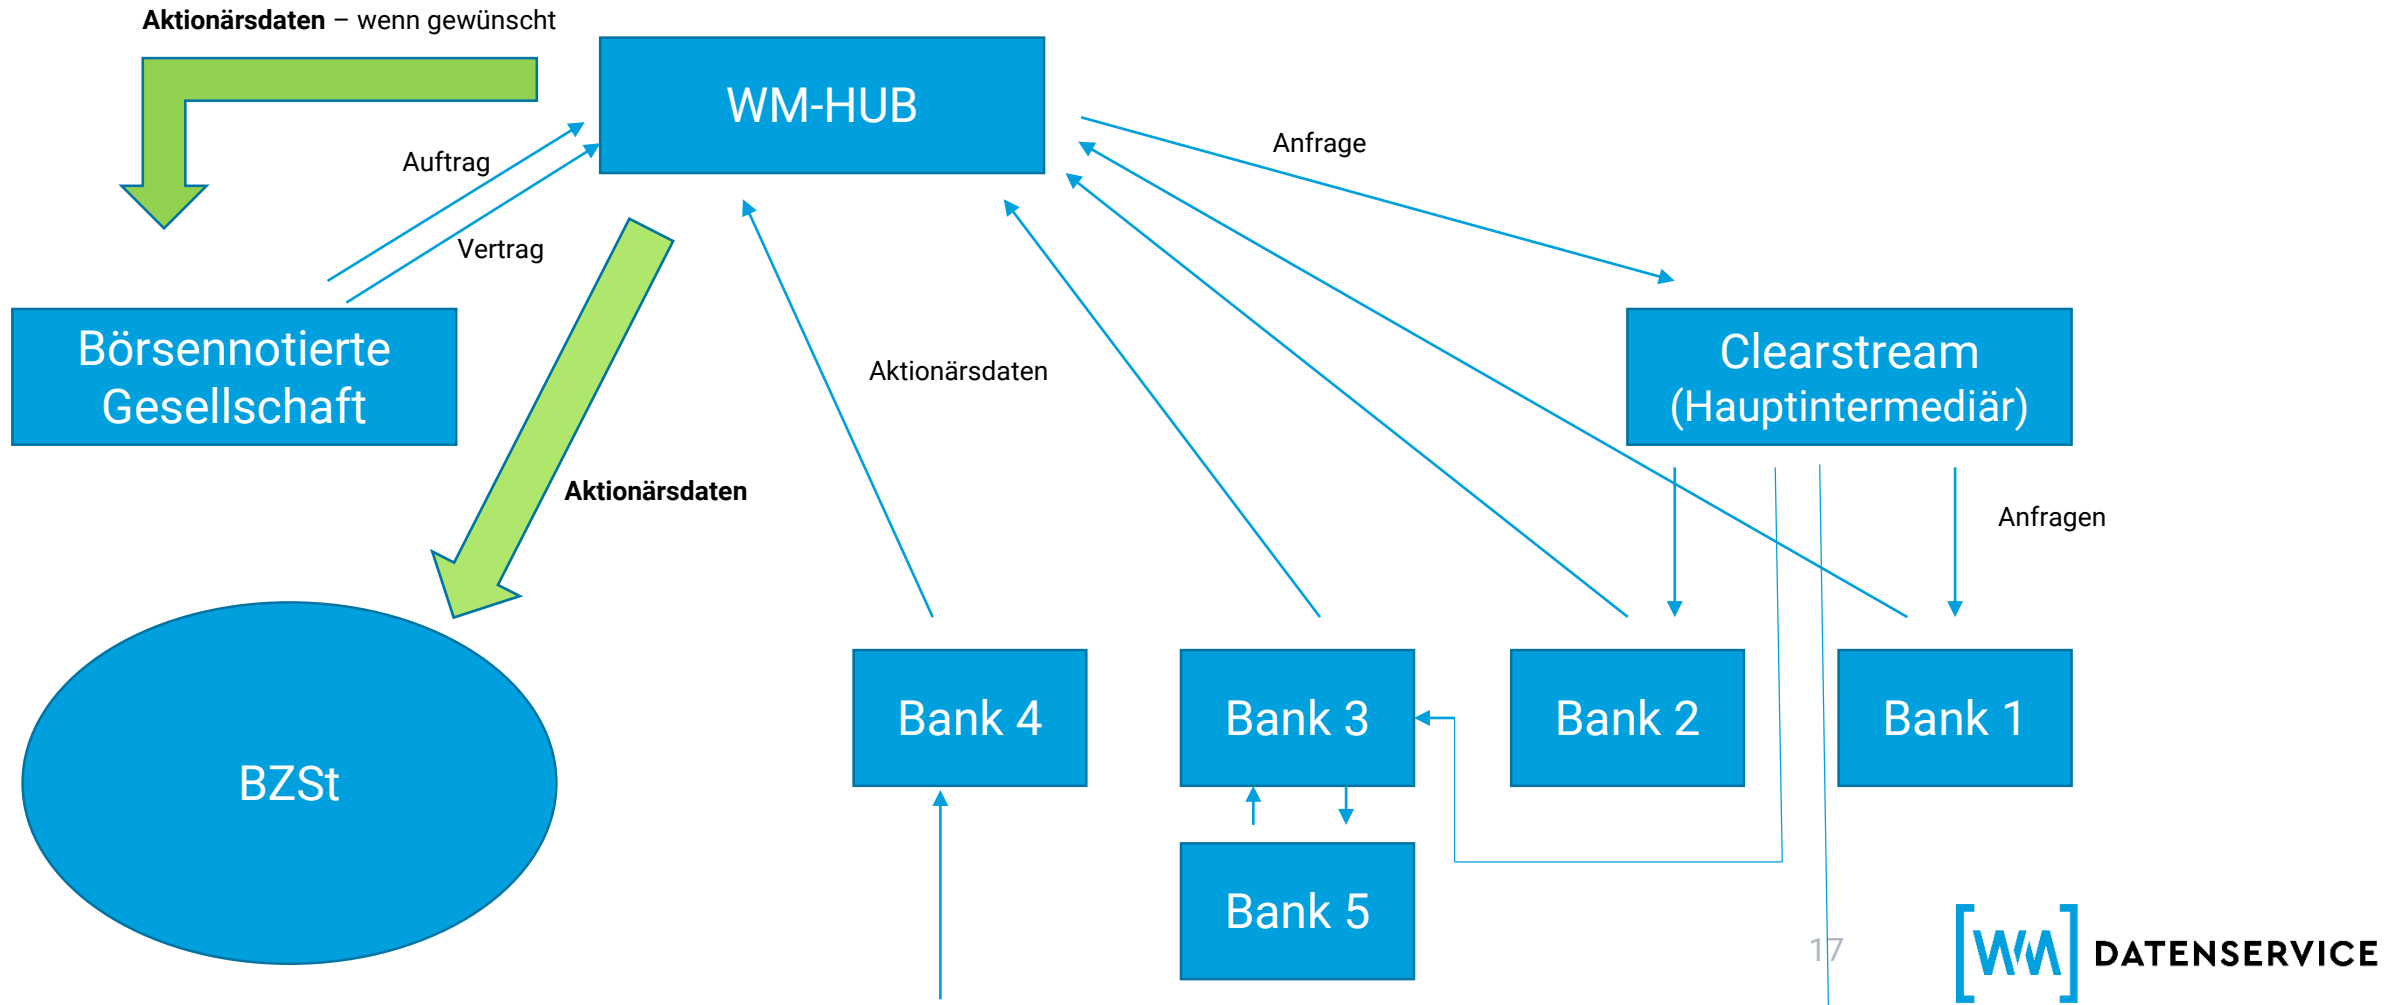 Aktionärsdaten – wenn gewünscht
WM-HUB
Anfrage
Auftrag
Vertrag
Börsennotierte
Gesellschaft
Clearstream
(Hauptintermediär)
Aktionärsdaten
Aktionärsdaten
Anfragen
Bank 4
Bank 3
Bank 2
Bank 1
BZSt
Bank 5
17
WM DATENSERVICE